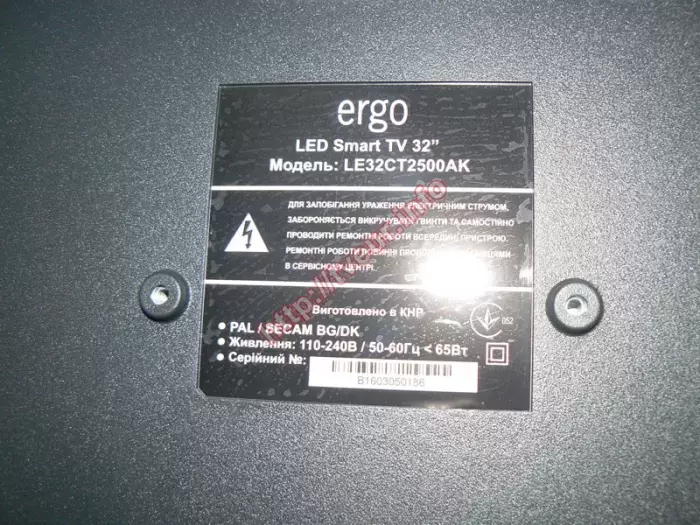 ergo
LED Smart TV 32”
Модель: LE32CT2500AK
ДЛЯ ЗАПОБІГАННЯ УРАЖЕННЯ ЕЛЕКТРИЧНИМ СТРУМОМ,
ЗАБОРОНЯЄТЬСЯ ВИКРУЧУВАТИ ГВИНТИ ТА САМОСТІЙНО
ПРОВОДИТИ РЕМОНТНІ РОБОТИ ВСЕРЕДИНІ ПРИСТРОЮ.
РЕМОНТНІ РОБОТИ ПОВИННІ
В СЕРВІСНОМУ ЦЕНТРІ.
Виготовлено в КНР
052
• PAL / SECAM BG/DK
• Живлення: 110-240В / 50-60Гц < 65Вт
• Серійний №:
B1603050186